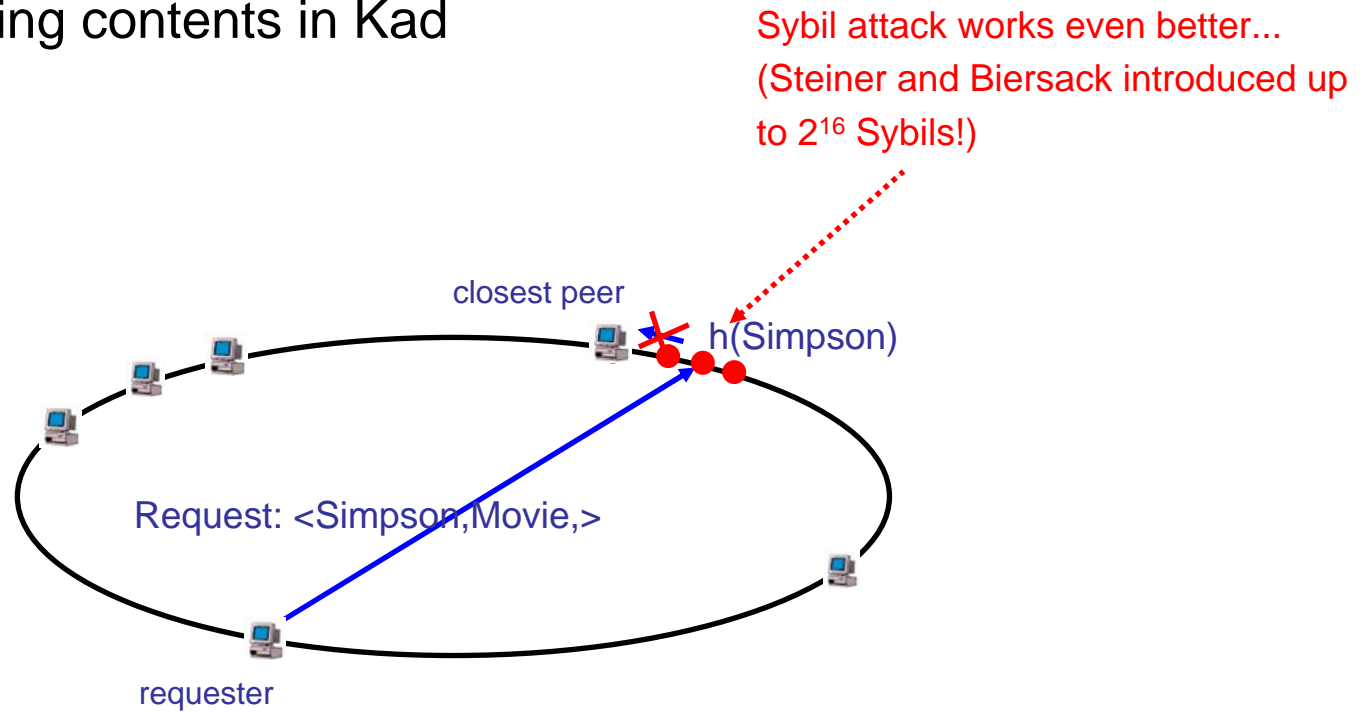 ing contents in Kad
Sybil attack works even better...
(Steiner and Biersack introduced up
to 2¹⁶ Sybils!)
closest peer
h(Simpson)
Request: <Simpson,Movie,>
requester